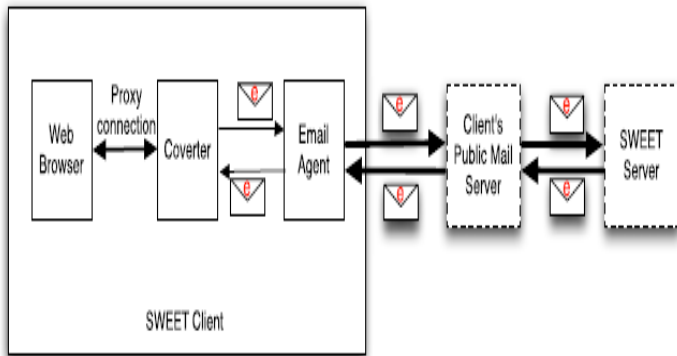 Web
Browser
Proxy
connection
Coverter
e
e
Email
Agent
e
e
Client's
Public Mail
Server
e
e
SWEET
Server
SWEET Client